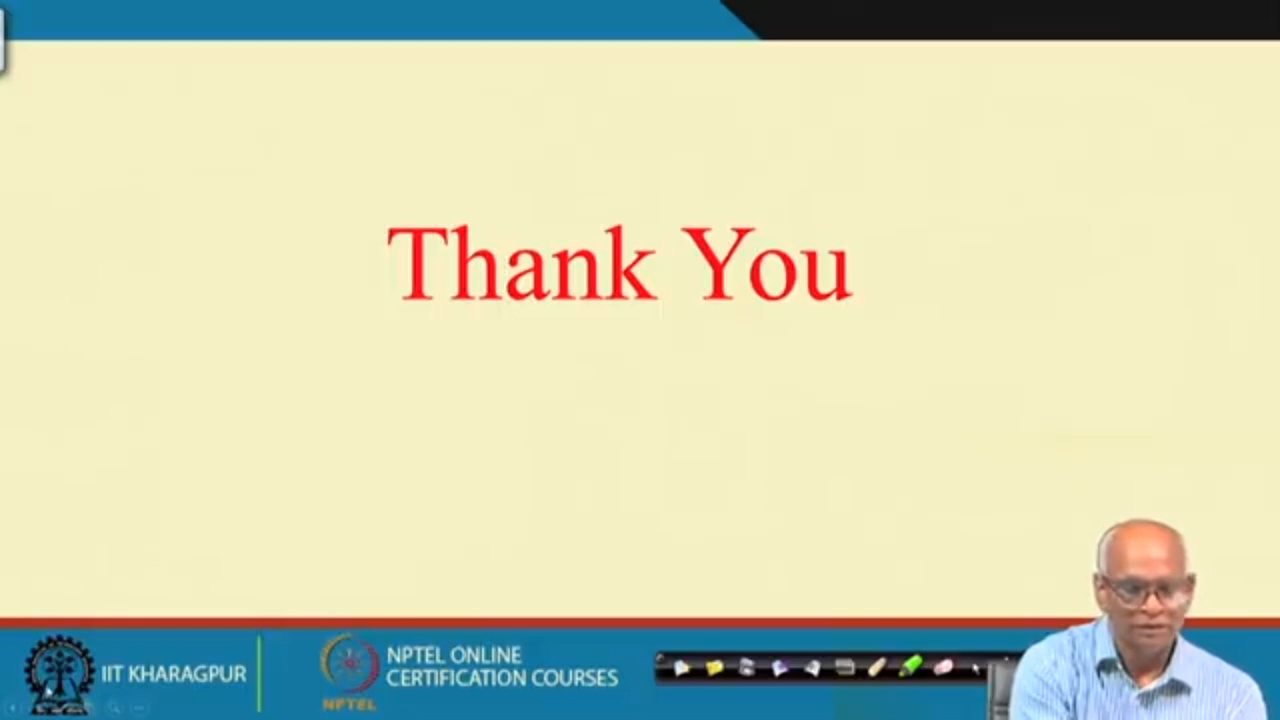 Thank You
IIT KHARAGPUR
NPTEL ONLINE
CERTIFICATION COURSES
NPTEL